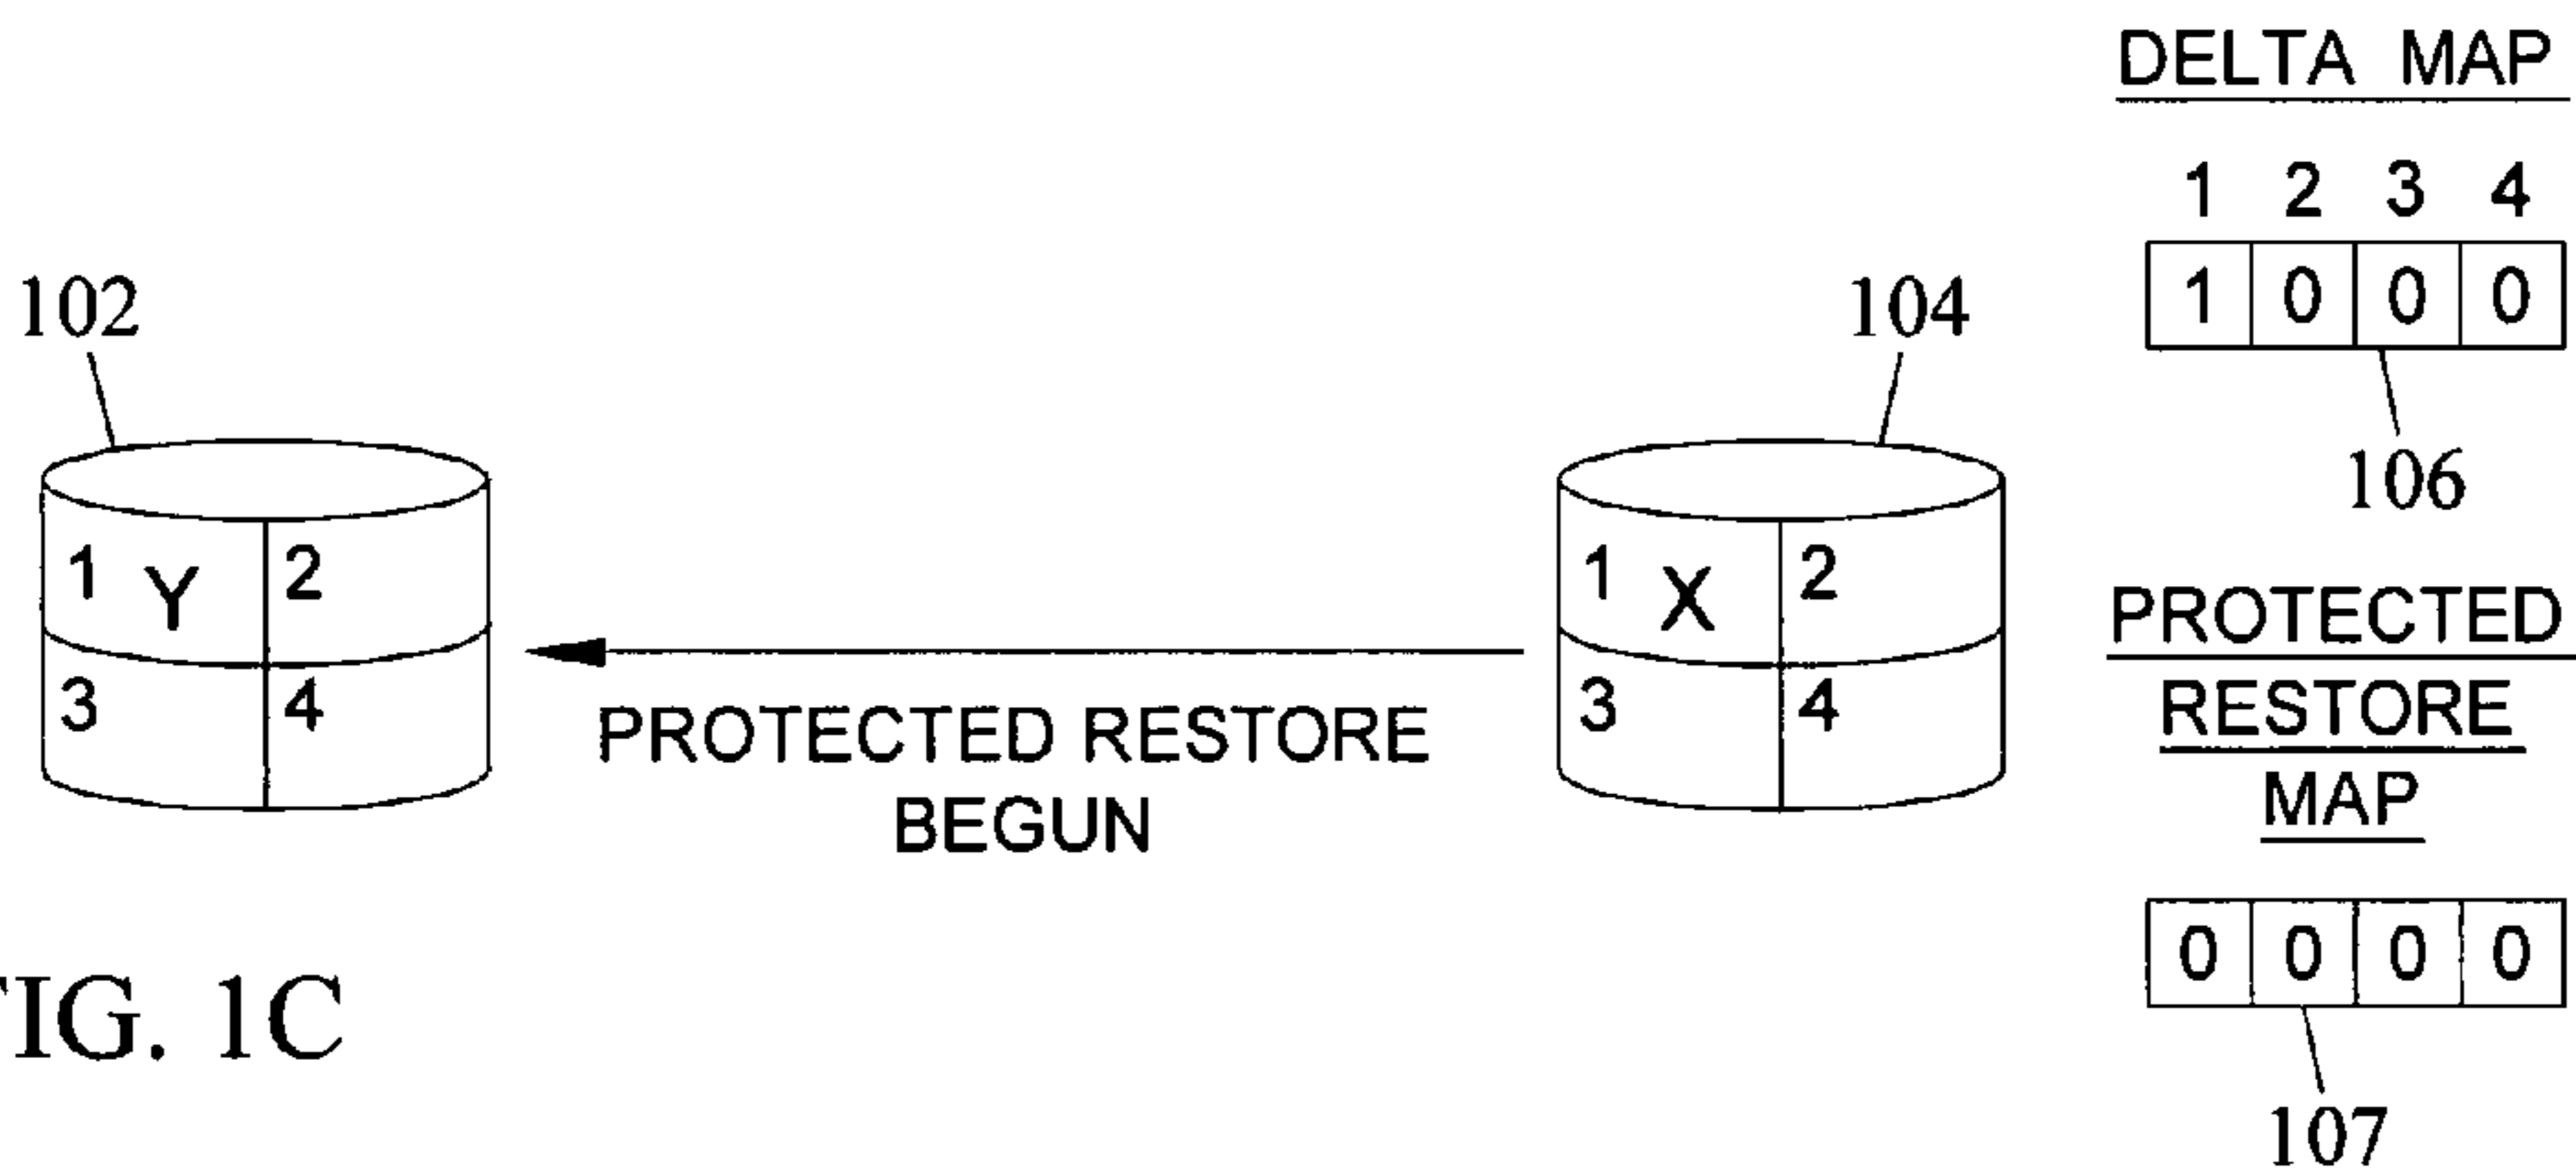 DELTA MAP
1 2 3 4
1 0 0 0
106
102
1 Y 2
3 4
104
1 X 2
3 4
PROTECTED RESTORE
BEGUN
PROTECTED
RESTORE
MAP
0 0 0 0
107
FIG. 1C